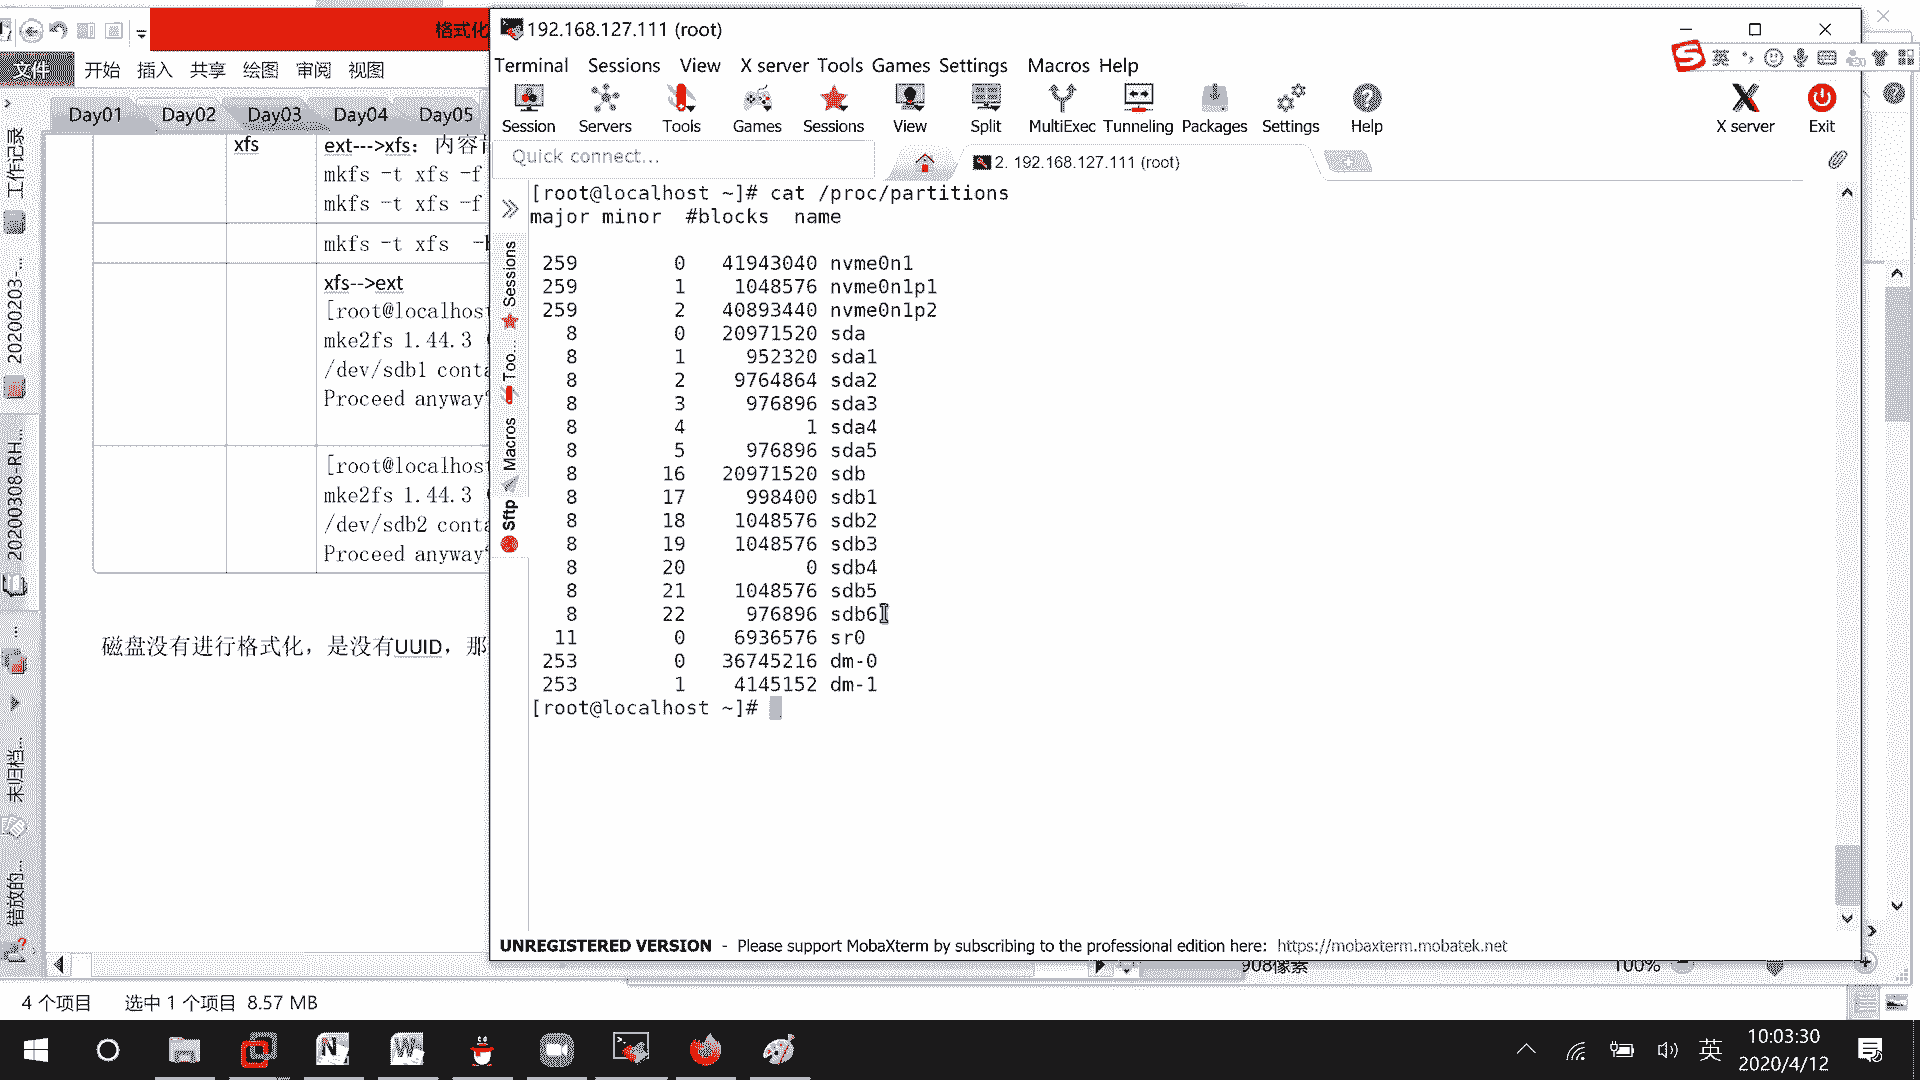 格式化
192.168.127.111 (root)
文件 开始 插入 共享 绘图 审阅 视图
Terminal Sessions View X server Tools Games Settings Macros Help
英
Session Servers Tools Games Sessions View Split MultiExec Tunneling Packages Settings Help X server Exit
Day01 Day02 Day03 Day04 Day05
Quick connect...
2. 192.168.127.111 (root)
工作记录
20200203-...
20200308-RH...
未归档...
错放的...
xfs
ext--->xfs：内容
mkfs -t xfs -f
mkfs -t xfs -f
mkfs -t xfs
xfs-->ext
[root@localhost
mke2fs 1.44.3
/dev/sdb1 conta
Proceed anyway
[root@localhost
mke2fs 1.44.3
/dev/sdb2 conta
Proceed anyway
磁盘没有进行格式化，是没有UUID，那
Sessions
Too...
Macros
Sftp
[root@localhost ~]# cat /proc/partitions
major minor  #blocks  name
259 0 41943040 nvme0n1
259 1 1048576 nvme0n1p1
259 2 40893440 nvme0n1p2
8 0 20971520 sda
8 1 952320 sda1
8 2 9764864 sda2
8 3 976896 sda3
8 4 1 sda4
8 5 976896 sda5
8 16 20971520 sdb
8 17 998400 sdb1
8 18 1048576 sdb2
8 19 1048576 sdb3
8 20 0 sdb4
8 21 1048576 sdb5
8 22 976896 sdb6
11 0 6936576 sr0
253 0 36745216 dm-0
253 1 4145152 dm-1
[root@localhost ~]#
UNREGISTERED VERSION - Please support MobaXterm by subscribing to the professional edition here: https://mobaxterm.mobatek.net
908像素
100%
4 个项目 选中 1 个项目 8.57 MB
英
10:03:30
2020/4/12